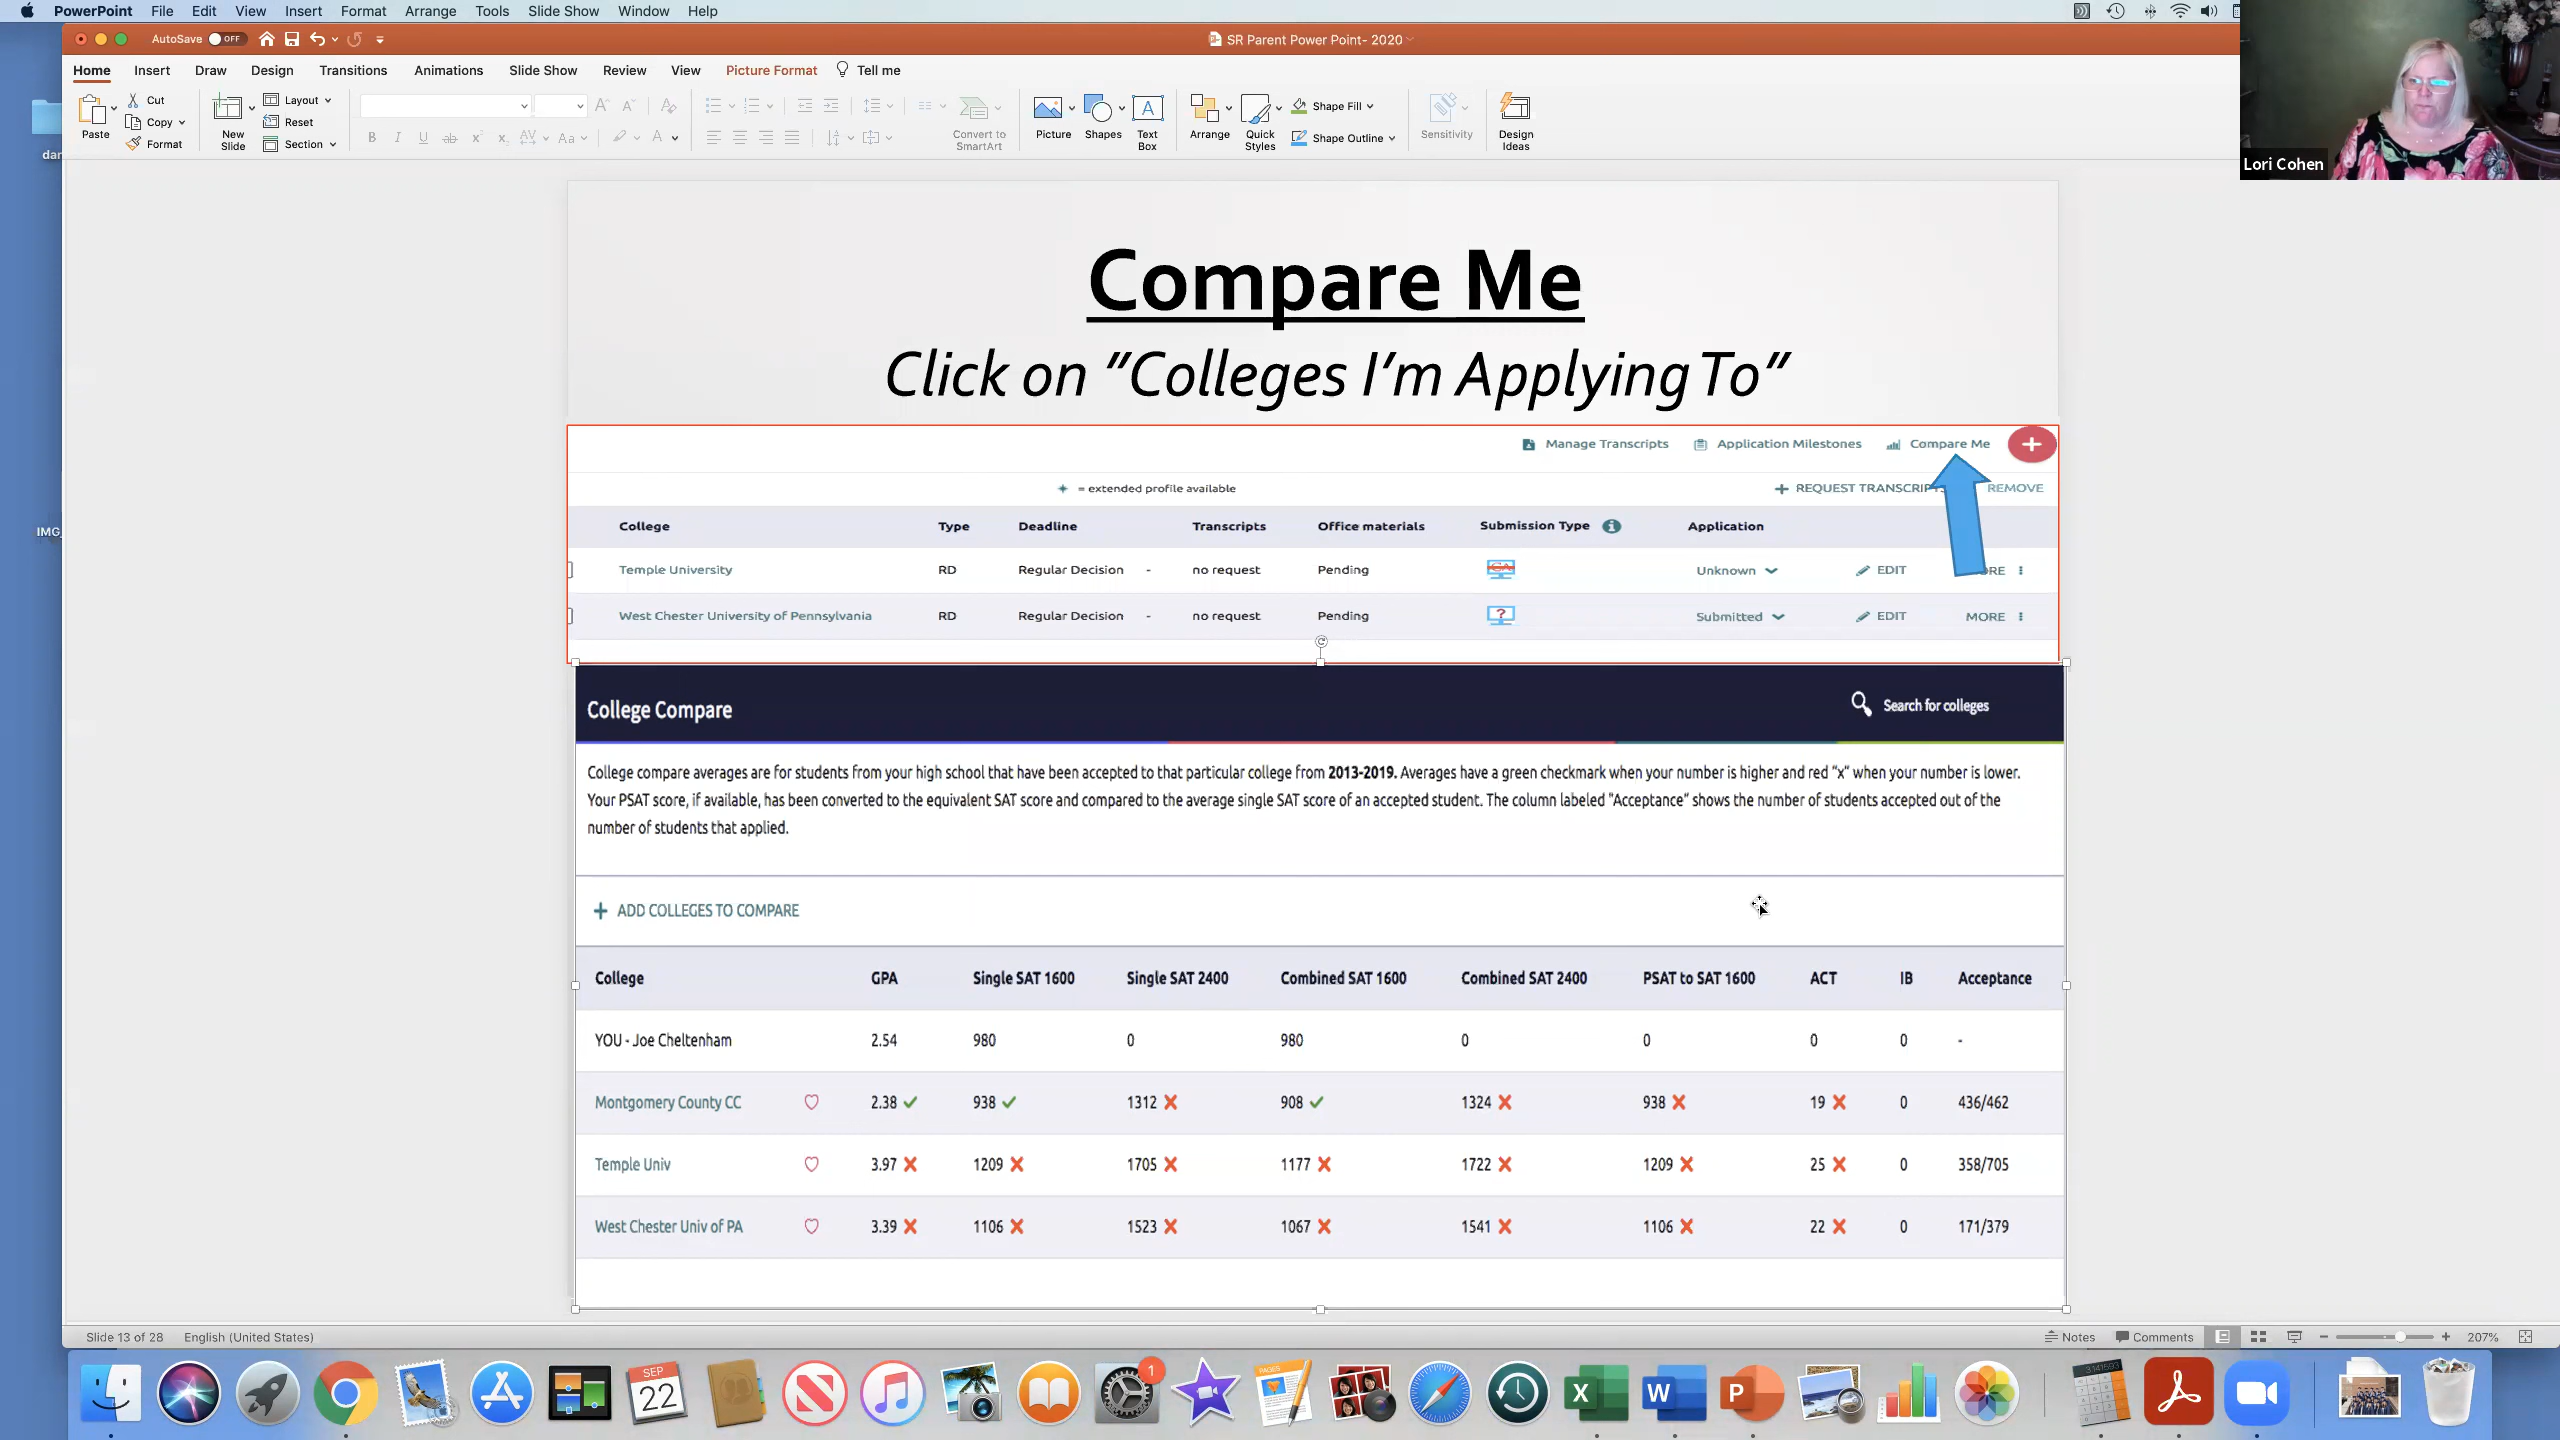 PowerPoint File Edit View Insert Format Arrange Tools Slide Show Window Help
AutoSave OFF
SR Parent Power Point- 2020
Home Insert Draw Design Transitions Animations Slide Show Review View Picture Format Tell me
Paste
Cut
Copy
Format
New Slide
Layout
Reset
Section
Convert to SmartArt
Picture
Shapes
Text Box
Arrange
Quick Styles
Shape Fill
Shape Outline
Sensitivity
Design Ideas
Lori Cohen
Compare Me
Click on "Colleges I'm Applying To"
Manage Transcripts Application Milestones Compare Me
= extended profile available + REQUEST TRANSCRIPTS REMOVE
College Type Deadline Transcripts Office materials Submission Type Application
Temple University RD Regular Decision - no request Pending Unknown EDIT
West Chester University of Pennsylvania RD Regular Decision - no request Pending ? Submitted EDIT MORE
College Compare Search for colleges
College compare averages are for students from your high school that have been accepted to that particular college from 2013-2019. Averages have a green checkmark when your number is higher and red "x" when your number is lower.
Your PSAT score, if available, has been converted to the equivalent SAT score and compared to the average single SAT score of an accepted student. The column labeled "Acceptance" shows the number of students accepted out of the
number of students that applied.
+ ADD COLLEGES TO COMPARE
College GPA Single SAT 1600 Single SAT 2400 Combined SAT 1600 Combined SAT 2400 PSAT to SAT 1600 ACT IB Acceptance
YOU - Joe Cheltenham 2.54 980 0 980 0 0 0 0 -
Montgomery County CC 2.38 938 1312 908 1324 938 19 0 436/462
Temple Univ 3.97 1209 1705 1177 1722 1209 25 0 358/705
West Chester Univ of PA 3.39 1106 1523 1067 1541 1106 22 0 171/379
Slide 13 of 28 English (United States) Notes Comments 207%
SEP
22
1
PAGES
X
W
P